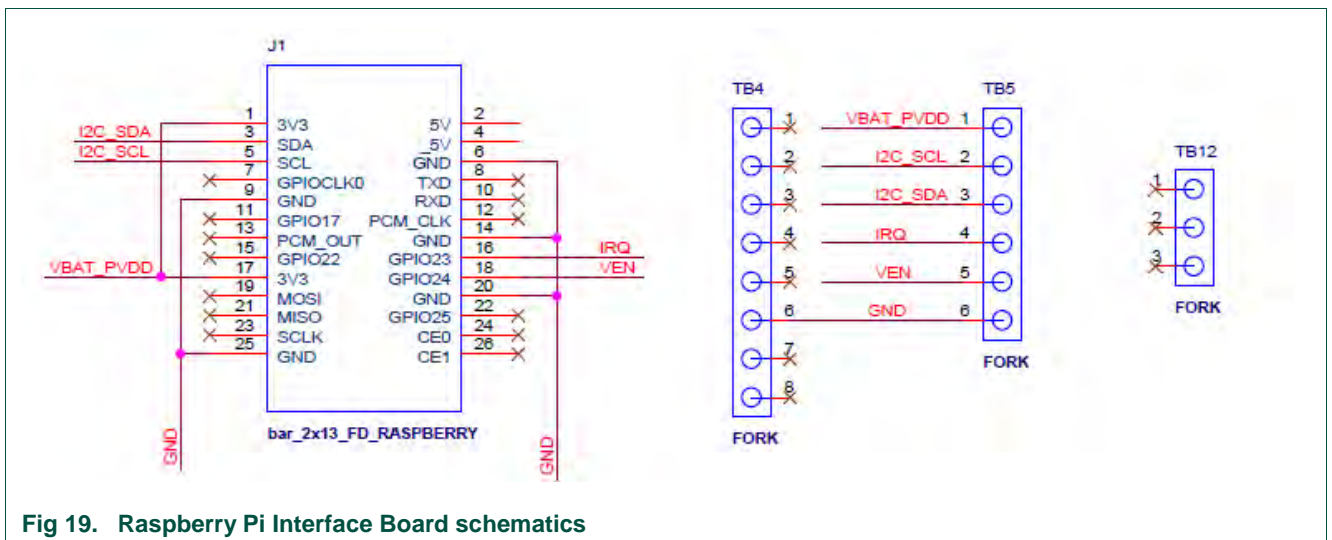 J1
1 3V3 5V 2
I2C_SDA 3 SDA _5V 4
I2C_SCL 5 SCL GND 6
7 GPIOCLK0 TXD 8
9 GND RXD 10
11 GPIO17 PCM_CLK 12
13 PCM_OUT GND 14
15 GPIO22 GPIO23 16 IRQ
VBAT_PVDD 17 3V3 GPIO24 18 VEN
19 MOSI GND 20
21 MISO GPIO25 22
23 SCLK CE0 24
25 GND CE1 26
GND
GND
bar_2x13_FD_RASPBERRY
TB4
1
2
3
4
5
6
7
8
FORK
TB5
VBAT_PVDD 1
I2C_SCL 2
I2C_SDA 3
IRQ 4
VEN 5
GND 6
FORK
TB12
1
2
3
FORK
Fig 19. Raspberry Pi Interface Board schematics